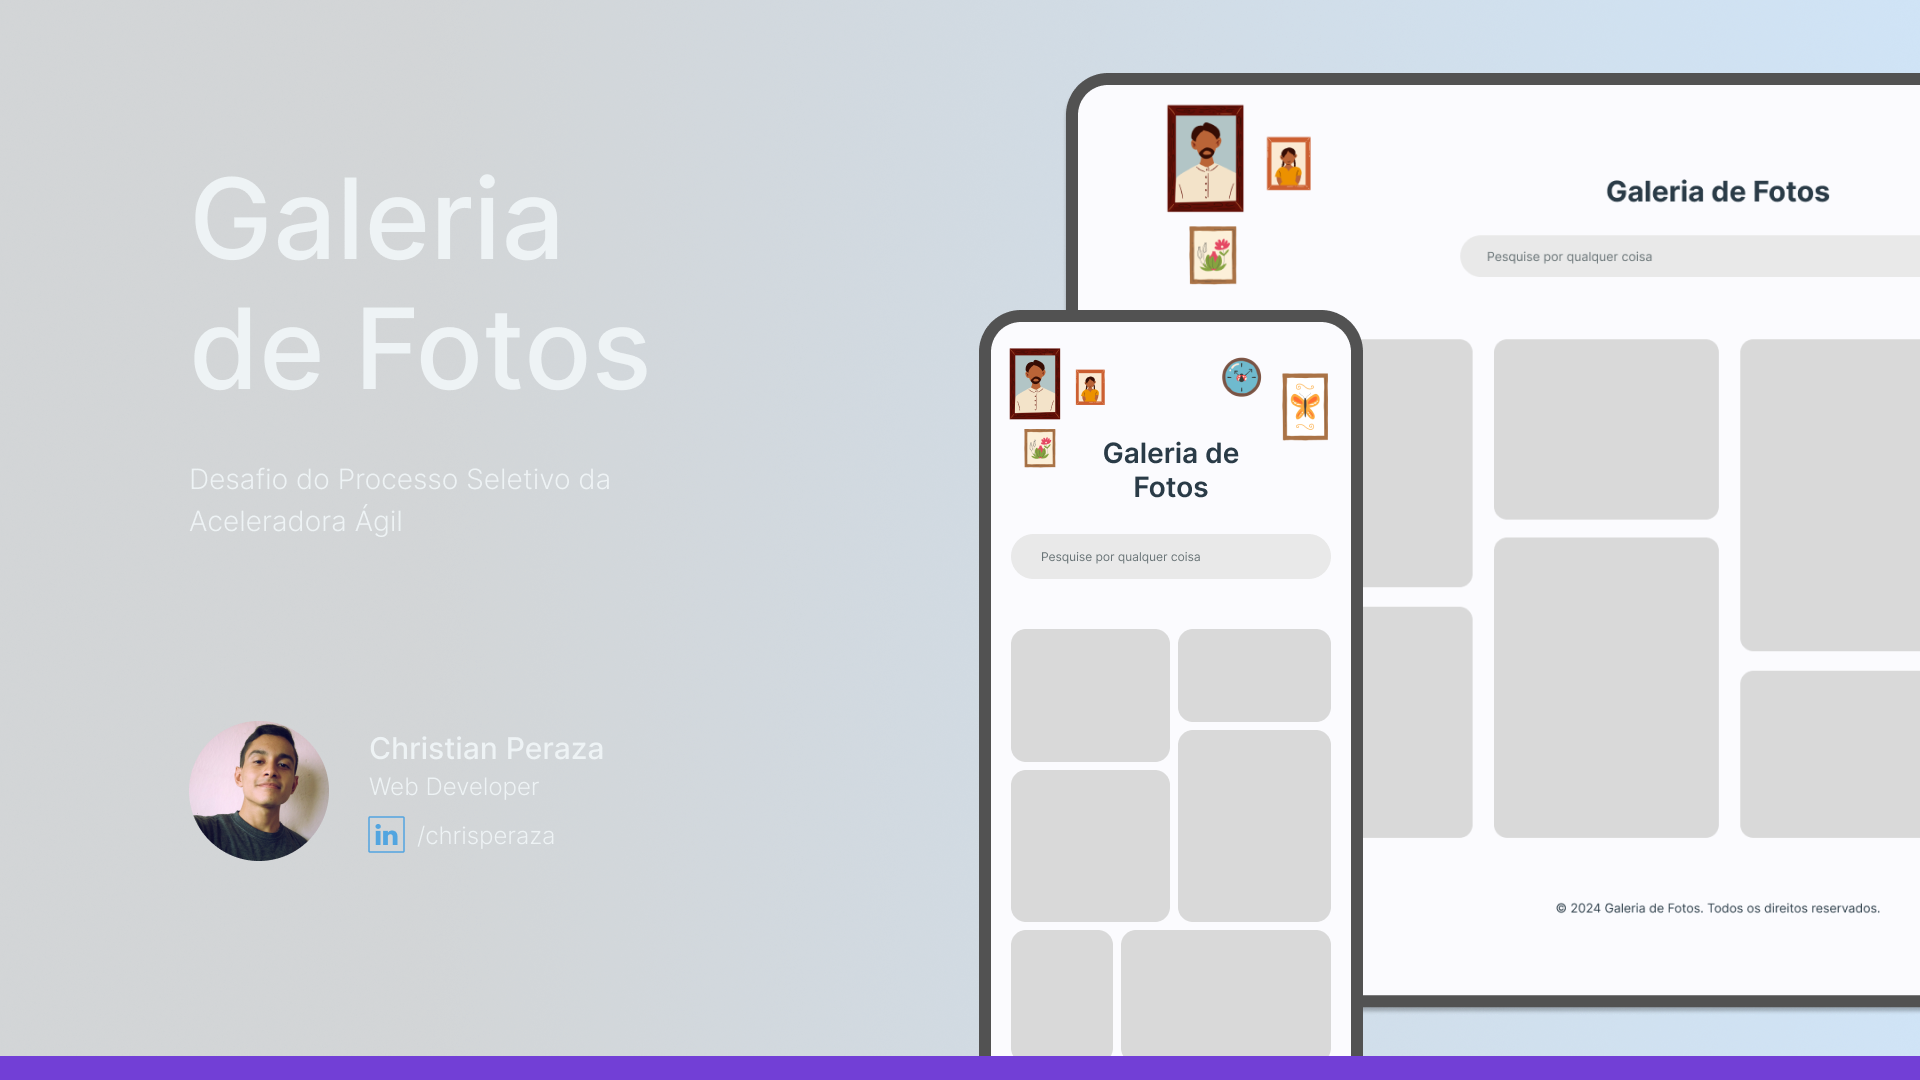 Galeria
de Fotos
Desafio do Processo Seletivo da
Aceleradora Ágil
Christian Peraza
Web Developer
in /chrisperaza
Galeria de
Fotos
Pesquise por qualquer coisa
Galeria de Fotos
Pesquise por qualquer coisa
© 2024 Galeria de Fotos. Todos os direitos reservados.